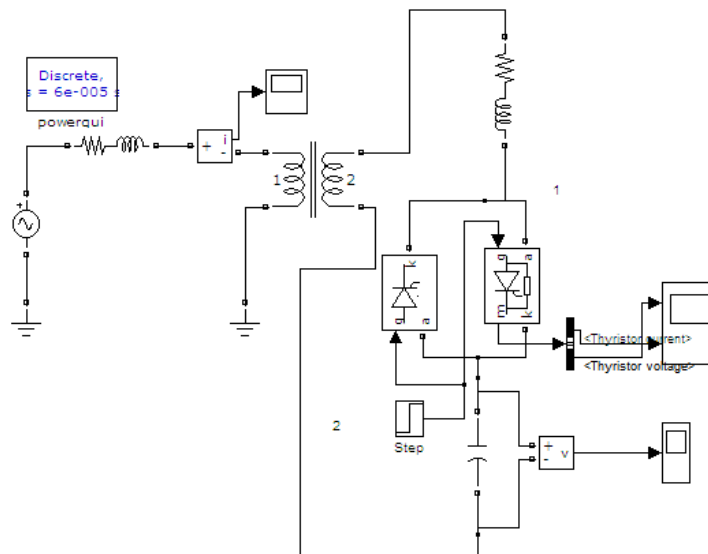 Discrete,
s = 6e-005 s
powergui
+
i
-
1
2
+
1
k
g
a
g
a
m
k
<Thyristor current>
<Thyristor voltage>
2
Step
+
-
v